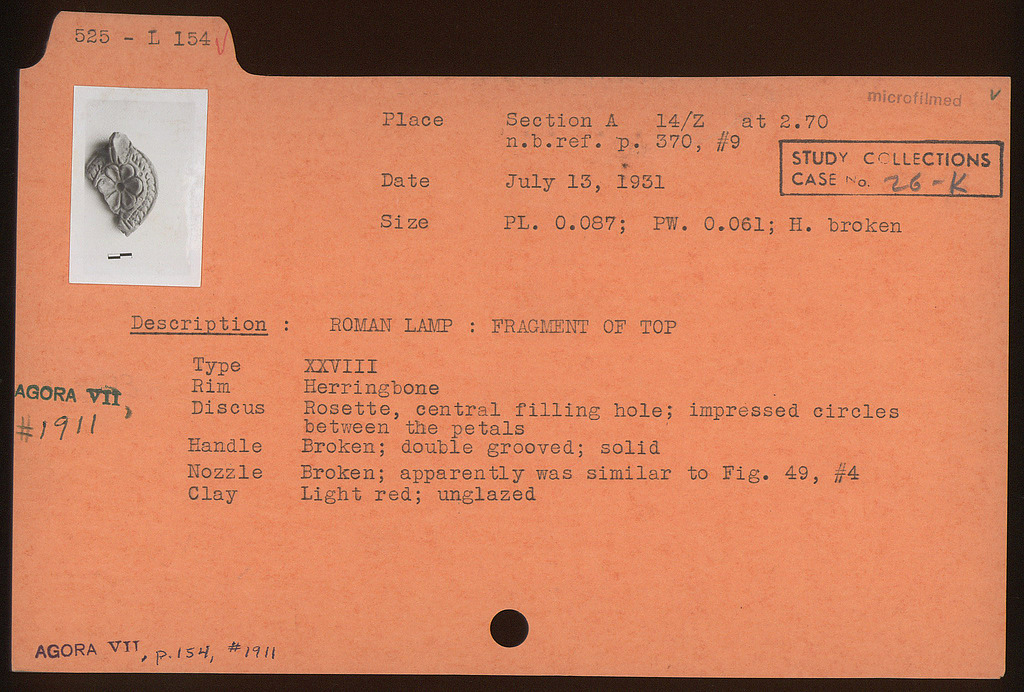 525 - L 154 ✓
microfilmed ✓
Place Section A 14/Z at 2.70
n.b.ref. p. 370, #9
STUDY COLLECTIONS
CASE No. 26-K
Date July 13, 1931
Size PL. 0.087; PW. 0.061; H. broken
Description : ROMAN LAMP : FRAGMENT OF TOP
Type XXVIII
Rim Herringbone
AGORA VII,
#1911
Discus Rosette, central filling hole; impressed circles
between the petals
Handle Broken; double grooved; solid
Nozzle Broken; apparently was similar to Fig. 49, #4
Clay Light red; unglazed
AGORA VII, p.154, #1911